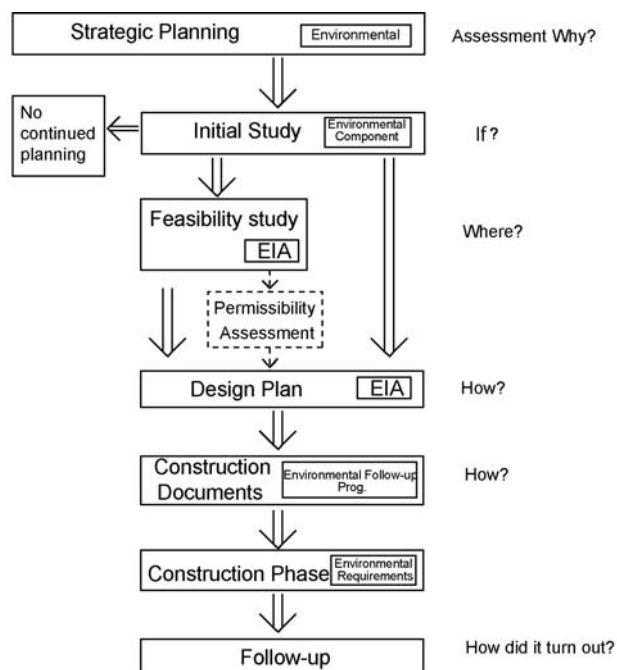 Strategic Planning
Environmental
Assessment Why?
No
continued
planning
Initial Study
Environmental
Component
If?
Feasibility study
EIA
Where?
Permissibility
Assessment
Design Plan
EIA
How?
Construction
Documents
Environmental Follow-up
Prog.
How?
Construction Phase
Environmental
Requirements
Follow-up
How did it turn out?